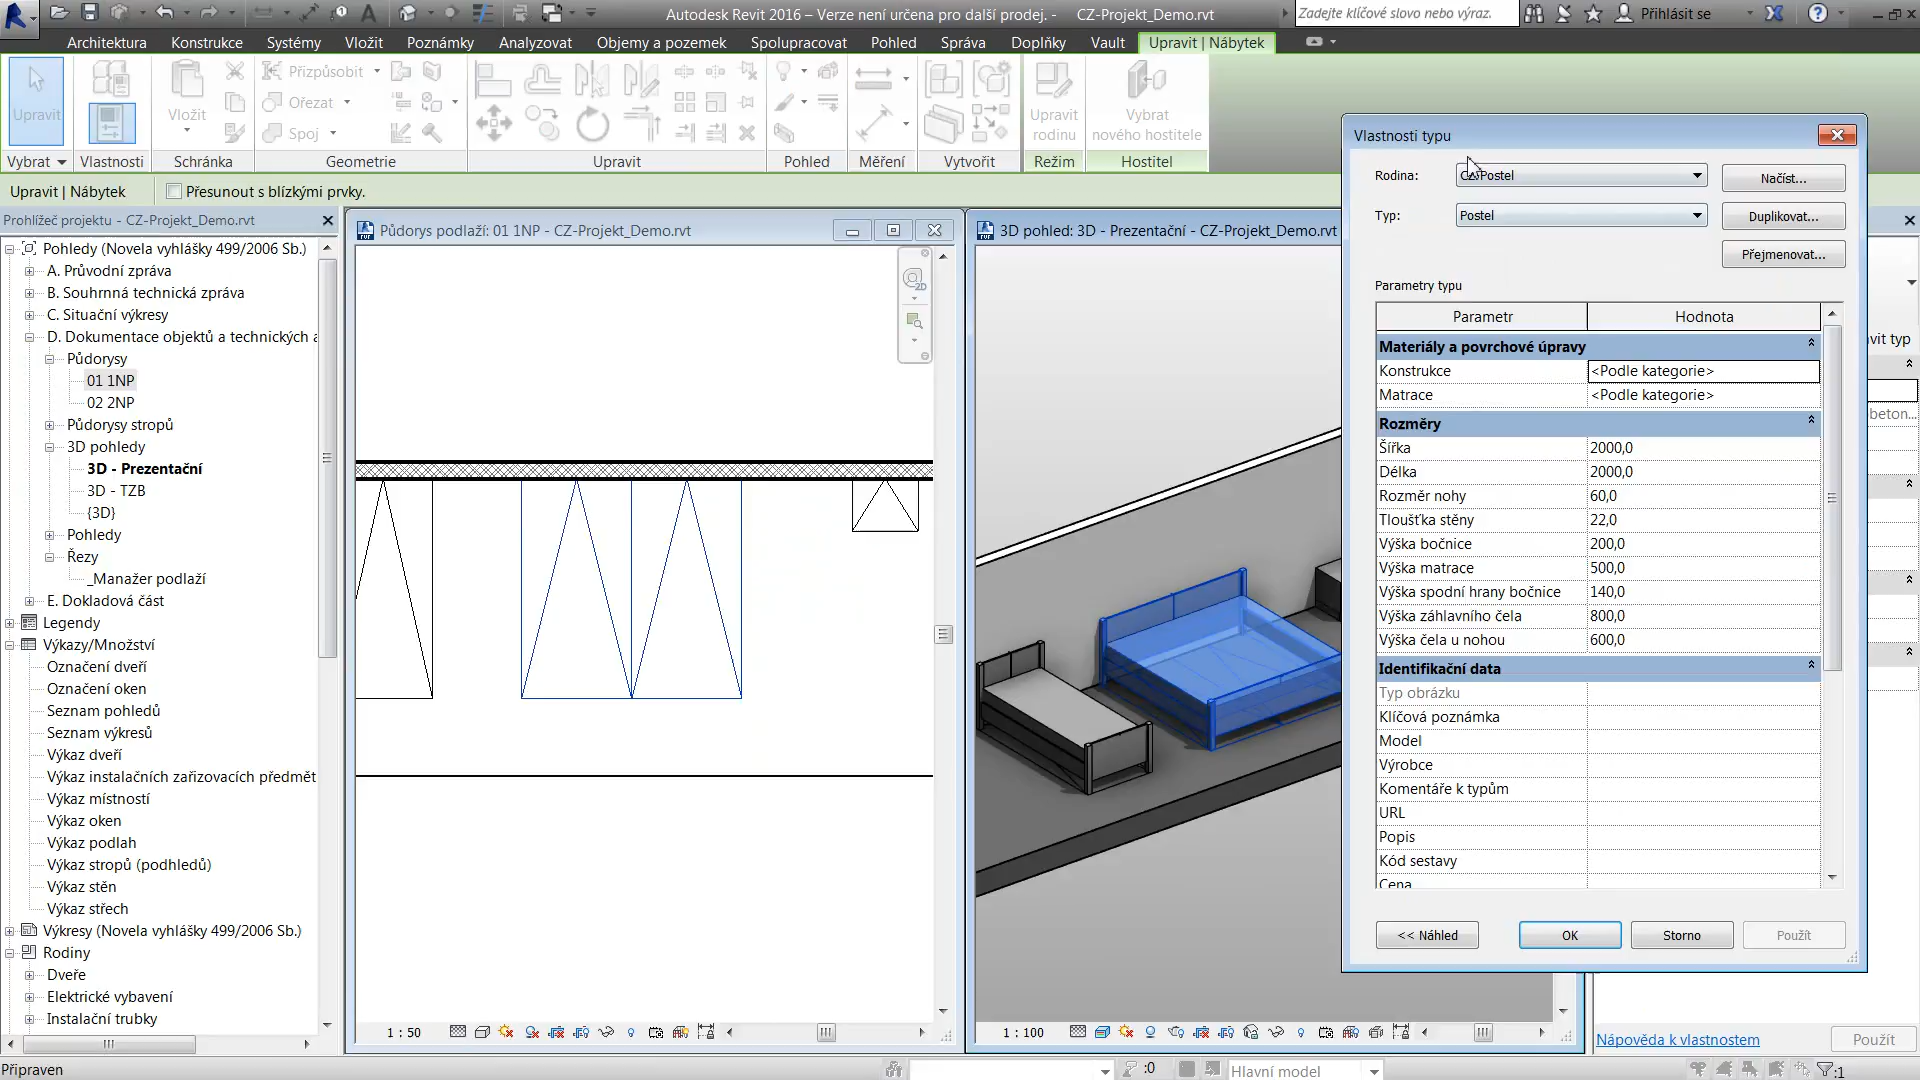 Autodesk Revit 2016 – Verze není určena pro další prodej. -   CZ-Projekt_Demo.rvt
Zadejte klíčové slovo nebo výraz.
Přihlásit se
Architektura
Konstrukce
Systémy
Vložit
Poznámky
Analyzovat
Objemy a pozemek
Spolupracovat
Pohled
Správa
Doplňky
Vault
Upravit | Nábytek
Upravit
Vložit
Přizpůsobit
Ořezat
Spoj
Upravit
rodinu
Vybrat
nového hostitele
Vybrat
Vlastnosti
Schránka
Geometrie
Upravit
Pohled
Měření
Vytvořit
Režim
Hostitel
Upravit | Nábytek
Přesunout s blízkými prvky.
Prohlížeč projektu - CZ-Projekt_Demo.rvt
Pohledy (Novela vyhlášky 499/2006 Sb.)
A. Průvodní zpráva
B. Souhrnná technická zpráva
C. Situační výkresy
D. Dokumentace objektů a technických a
Půdorysy
01 1NP
02 2NP
Půdorysy stropů
3D pohledy
3D - Prezentační
3D - TZB
{3D}
Pohledy
Řezy
_Manažer podlaží
E. Dokladová část
Legendy
Výkazy/Množství
Označení dveří
Označení oken
Seznam pohledů
Seznam výkresů
Výkaz dveří
Výkaz instalačních zařizovacích předmět
Výkaz místností
Výkaz oken
Výkaz podlah
Výkaz stropů (podhledů)
Výkaz stěn
Výkaz střech
Výkresy (Novela vyhlášky 499/2006 Sb.)
Rodiny
Dveře
Elektrické vybavení
Instalační trubky
Půdorys podlaží: 01 1NP - CZ-Projekt_Demo.rvt
2D
1 : 50
3D pohled: 3D - Prezentační - CZ-Projekt_Demo.rvt
1 : 100
Vlastnosti typu
Rodina:
CZ-Postel
Načíst...
Typ:
Postel
Duplikovat...
Přejmenovat...
Parametry typu
Parametr
Hodnota
Materiály a povrchové úpravy
Konstrukce
<Podle kategorie>
Matrace
<Podle kategorie>
Rozměry
Šířka
2000,0
Délka
2000,0
Rozměr nohy
60,0
Tloušťka stěny
22,0
Výška bočnice
200,0
Výška matrace
500,0
Výška spodní hrany bočnice
140,0
Výška záhlavního čela
800,0
Výška čela u nohou
600,0
Identifikační data
Typ obrázku
Klíčová poznámka
Model
Výrobce
Komentáře k typům
URL
Popis
Kód sestavy
Cena
<< Náhled
OK
Storno
Použít
vit typ
beton...
Nápověda k vlastnostem
Použít
Připraven
:0
Hlavní model
:1